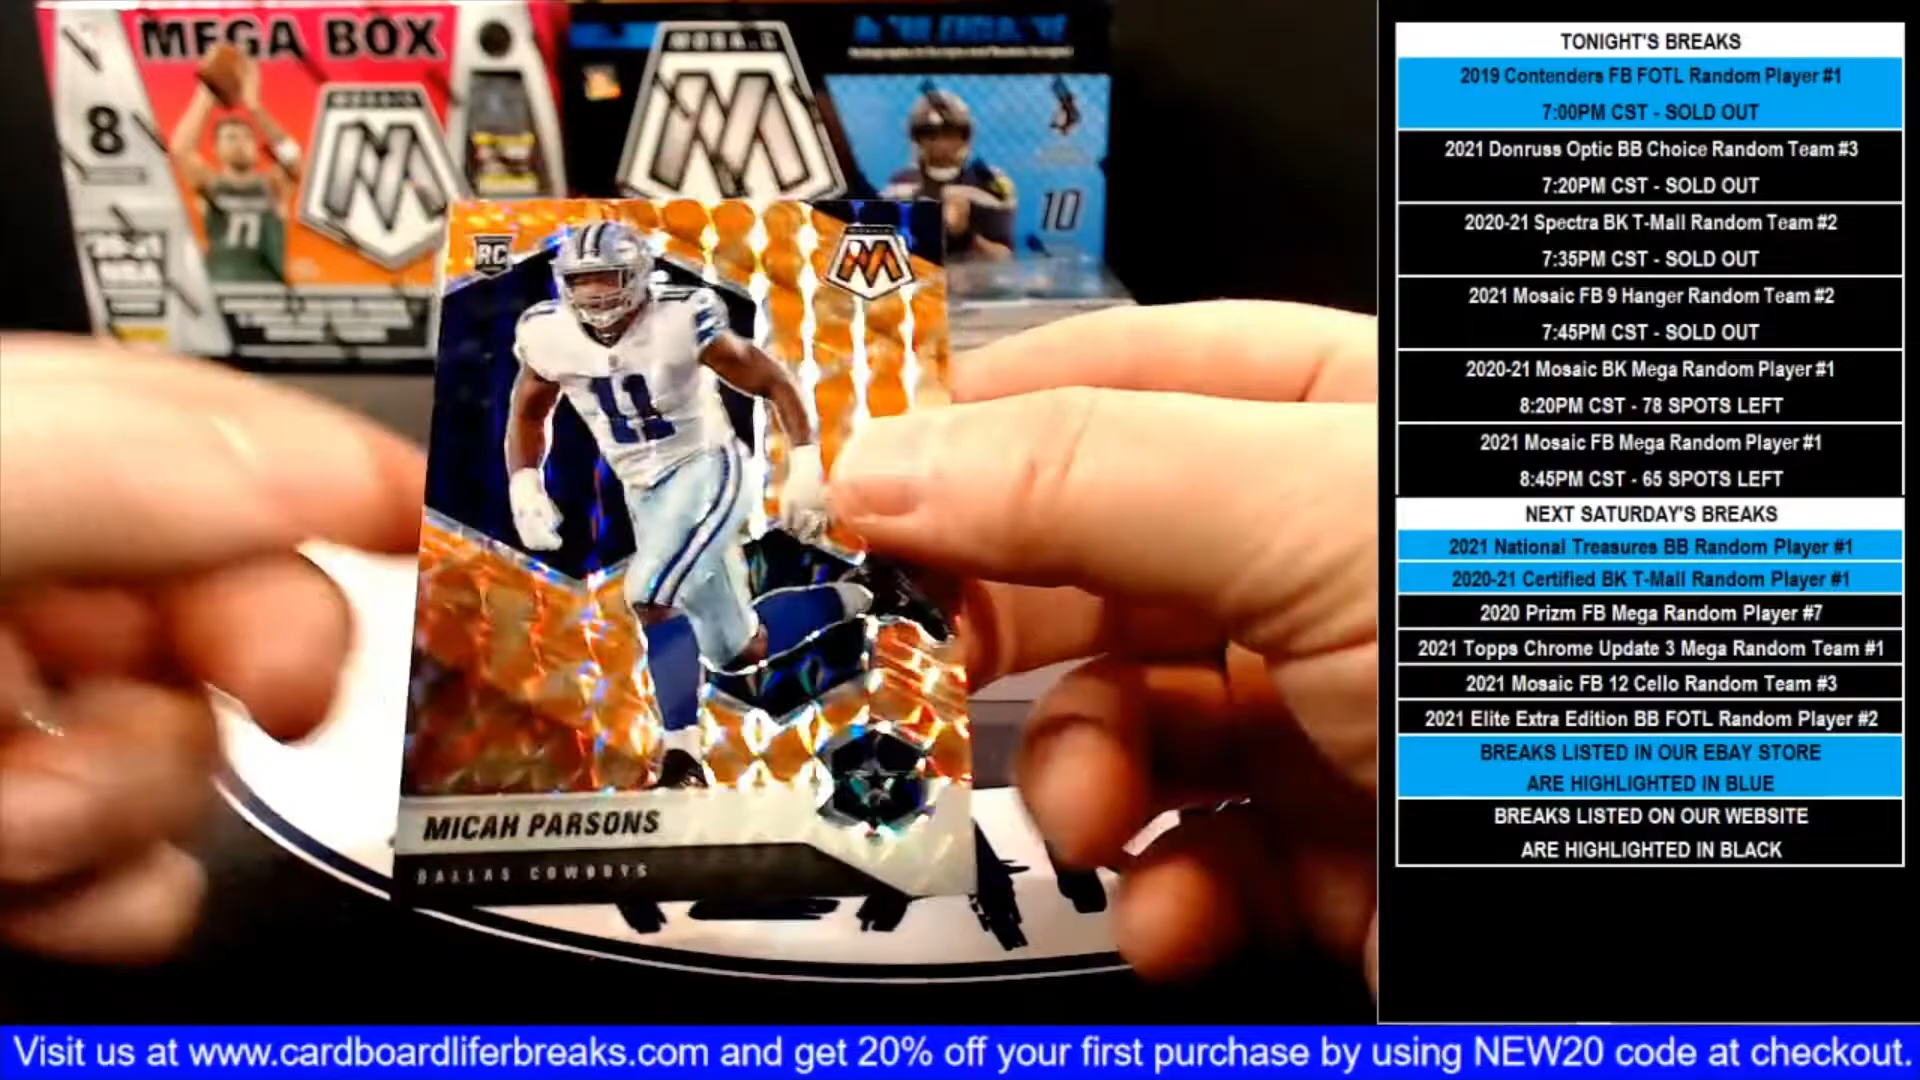 MEGA BOX
8
MOSAIC
10
RC
11
MICAH PARSONS
DALLAS COWBOYS
TONIGHT'S BREAKS
2019 Contenders FB FOTL Random Player #1
7:00PM CST - SOLD OUT
2021 Donruss Optic BB Choice Random Team #3
7:20PM CST - SOLD OUT
2020-21 Spectra BK T-Mall Random Team #2
7:35PM CST - SOLD OUT
2021 Mosaic FB 9 Hanger Random Team #2
7:45PM CST - SOLD OUT
2020-21 Mosaic BK Mega Random Player #1
8:20PM CST - 78 SPOTS LEFT
2021 Mosaic FB Mega Random Player #1
8:45PM CST - 65 SPOTS LEFT
NEXT SATURDAY'S BREAKS
2021 National Treasures BB Random Player #1
2020-21 Certified BK T-Mall Random Player #1
2020 Prizm FB Mega Random Player #7
2021 Topps Chrome Update 3 Mega Random Team #1
2021 Mosaic FB 12 Cello Random Team #3
2021 Elite Extra Edition BB FOTL Random Player #2
BREAKS LISTED IN OUR EBAY STORE
ARE HIGHLIGHTED IN BLUE
BREAKS LISTED ON OUR WEBSITE
ARE HIGHLIGHTED IN BLACK
Visit us at www.cardboardliferbreaks.com and get 20% off your first purchase by using NEW20 code at checkout.